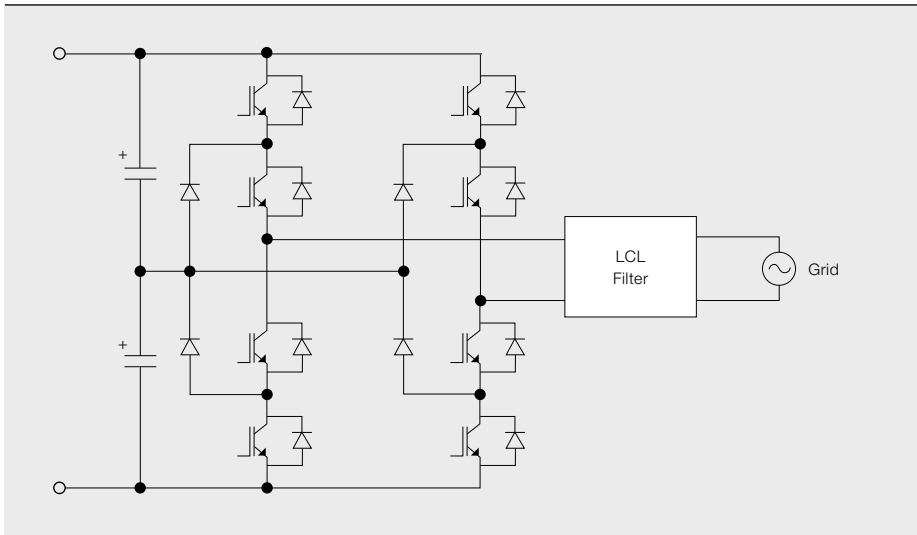 +
LCL
Filter
Grid
+